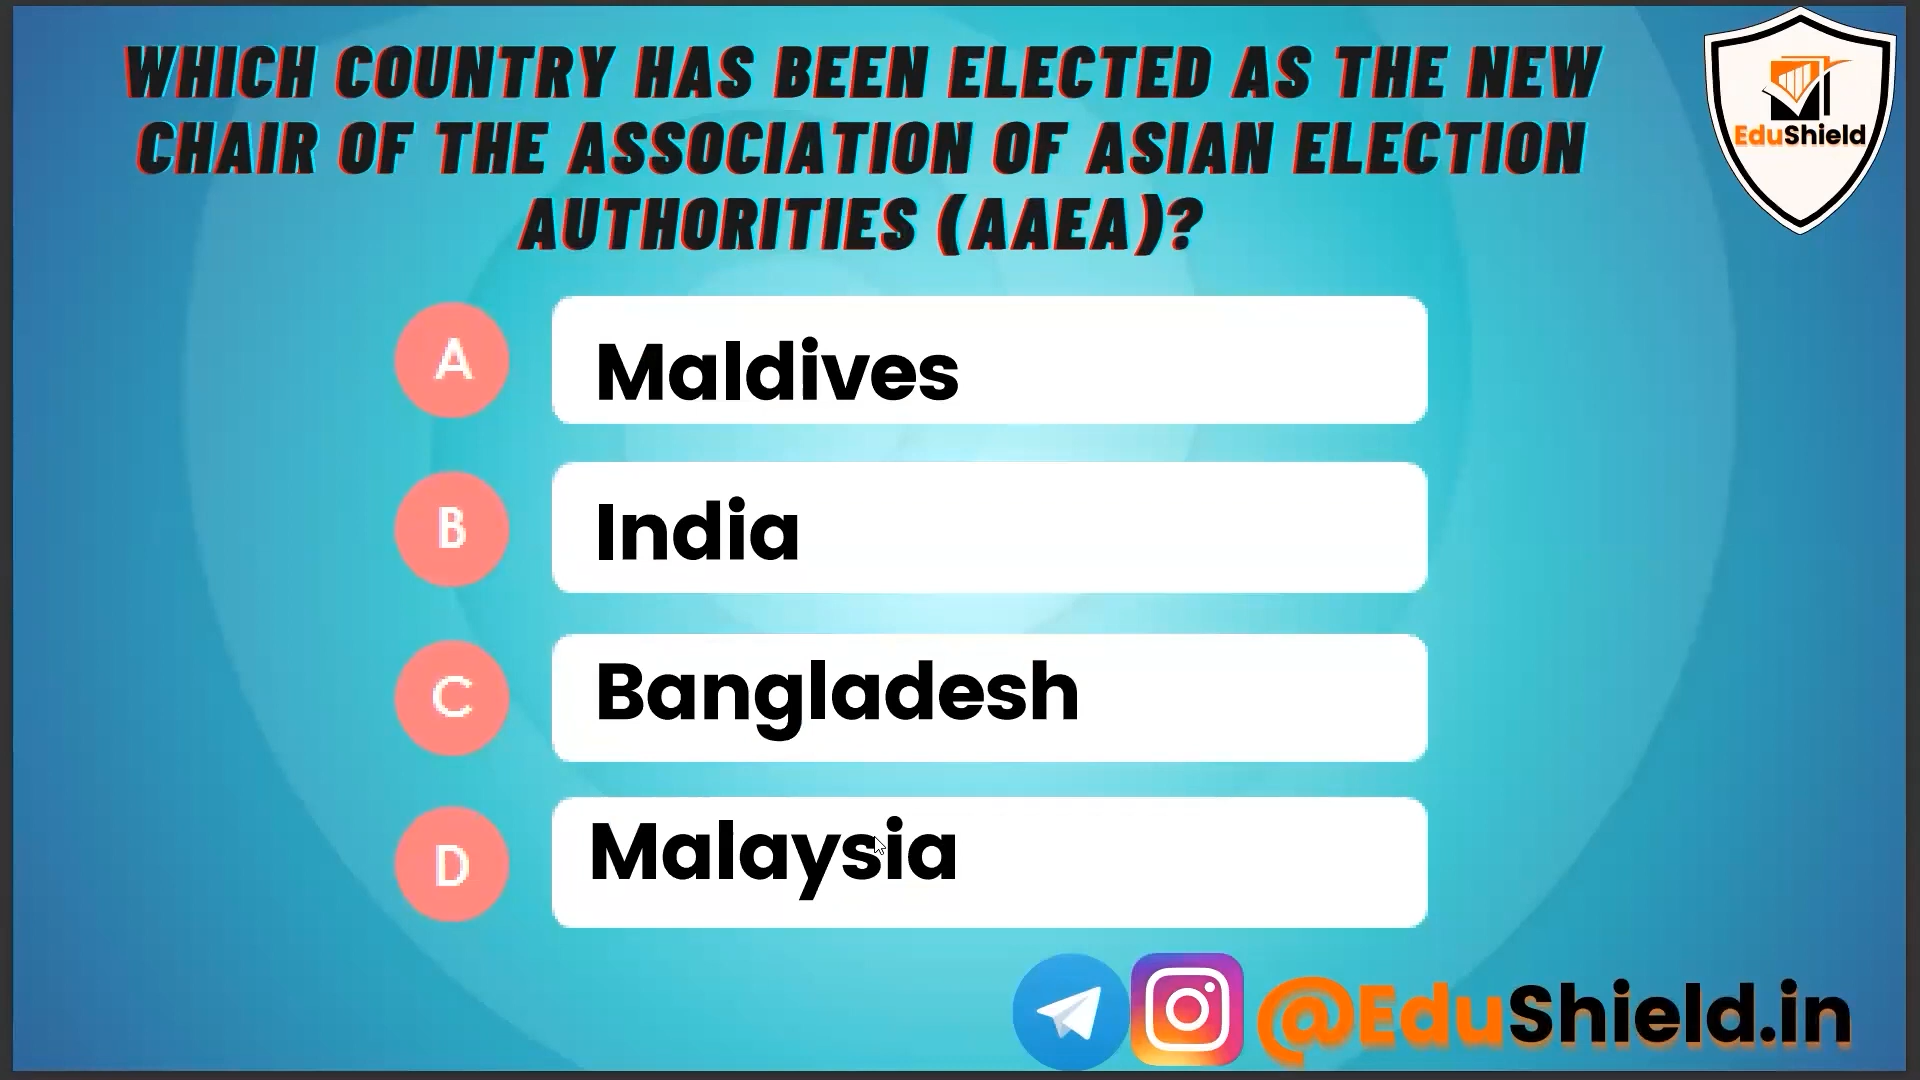 WHICH COUNTRY HAS BEEN ELECTED AS THE NEW
CHAIR OF THE ASSOCIATION OF ASIAN ELECTION
AUTHORITIES (AAEA)?
EduShield
A
Maldives
B
India
C
Bangladesh
D
Malaysia
@EduShield.in